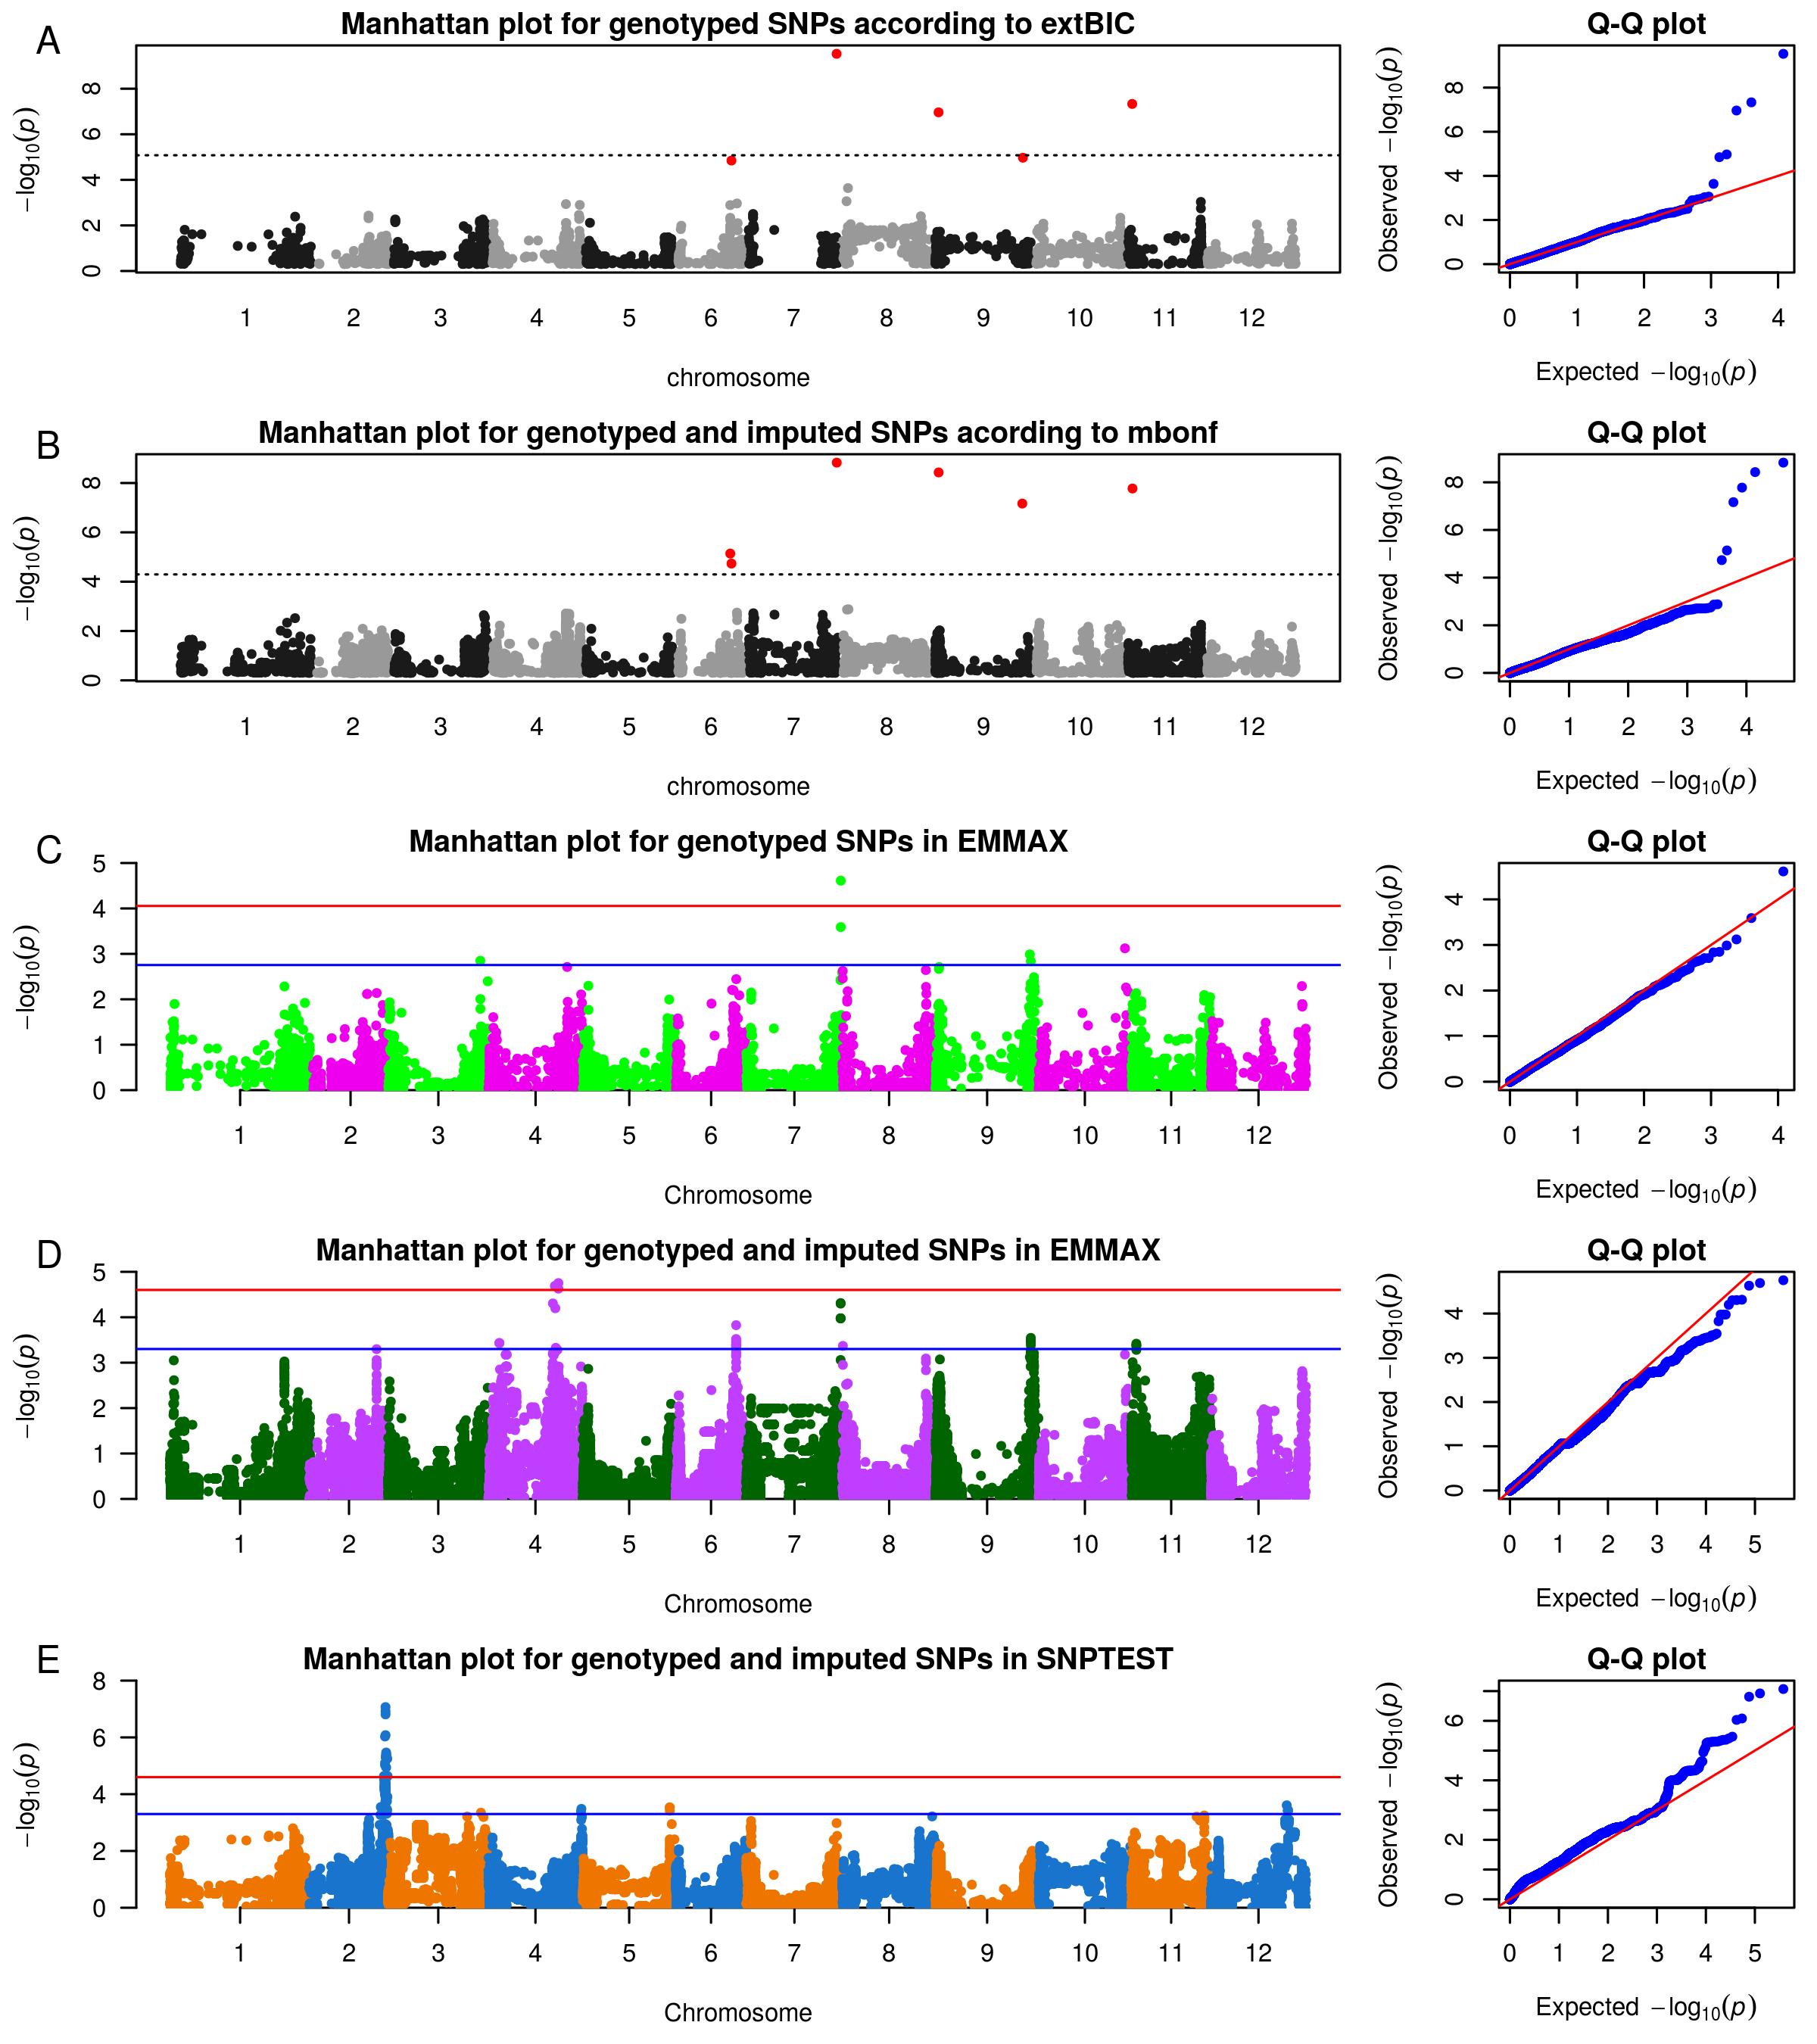 A
Manhattan plot for genotyped SNPs according to extBIC
−log10(p)
8
6
4
2
0
1 2 3 4 5 6 7 8 9 10 11 12
chromosome
Q-Q plot
Observed −log10(p)
8
6
4
2
0
0 1 2 3 4
Expected −log10(p)
B
Manhattan plot for genotyped and imputed SNPs acording to mbonf
−log10(p)
8
6
4
2
0
1 2 3 4 5 6 7 8 9 10 11 12
chromosome
Q-Q plot
Observed −log10(p)
8
6
4
2
0
0 1 2 3 4
Expected −log10(p)
C
Manhattan plot for genotyped SNPs in EMMAX
−log10(p)
5
4
3
2
1
0
1 2 3 4 5 6 7 8 9 10 11 12
Chromosome
Q-Q plot
Observed −log10(p)
4
3
2
1
0
0 1 2 3 4
Expected −log10(p)
D
Manhattan plot for genotyped and imputed SNPs in EMMAX
−log10(p)
5
4
3
2
1
0
1 2 3 4 5 6 7 8 9 10 11 12
Chromosome
Q-Q plot
Observed −log10(p)
4
3
2
1
0
0 1 2 3 4 5
Expected −log10(p)
E
Manhattan plot for genotyped and imputed SNPs in SNPTEST
−log10(p)
8
6
4
2
0
1 2 3 4 5 6 7 8 9 10 11 12
Chromosome
Q-Q plot
Observed −log10(p)
6
4
2
0
0 1 2 3 4 5
Expected −log10(p)